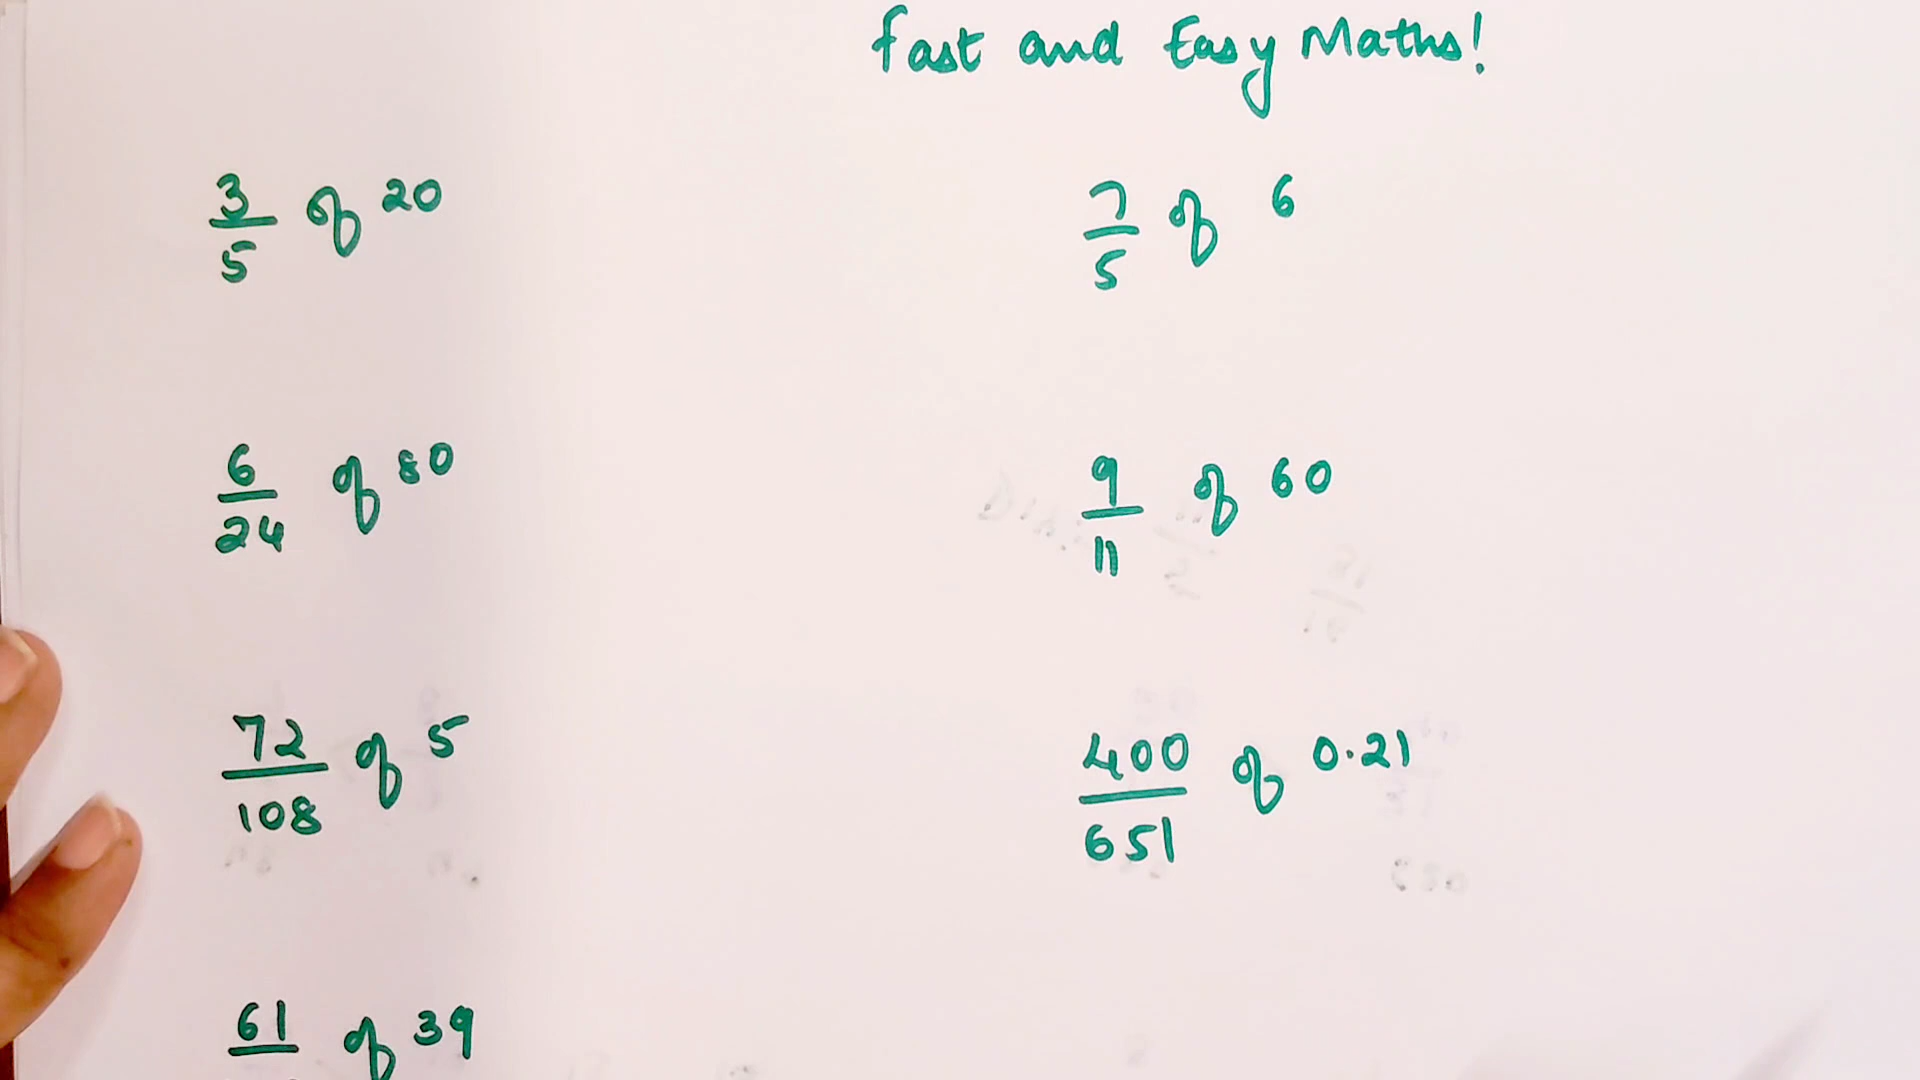 Fast and Easy Maths!
3/5 of 20
7/5 of 6
6/24 of 80
9/11 of 60
72/108 of 5
400/651 of 0.21
61/ of 39